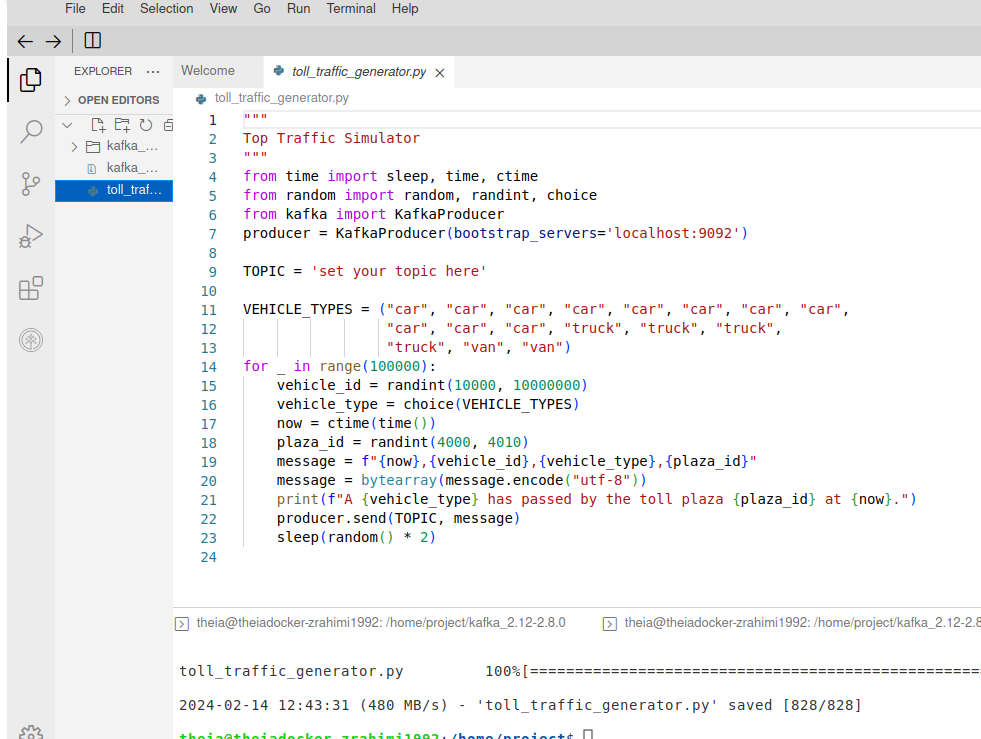 File Edit Selection View Go Run Terminal Help
EXPLORER ...
Welcome
toll_traffic_generator.py
OPEN EDITORS
kafka_...
kafka_...
toll_traf...
toll_traffic_generator.py
1 """
2 Top Traffic Simulator
3 """
4 from time import sleep, time, ctime
5 from random import random, randint, choice
6 from kafka import KafkaProducer
7 producer = KafkaProducer(bootstrap_servers='localhost:9092')
8
9 TOPIC = 'set your topic here'
10
11 VEHICLE_TYPES = ("car", "car", "car", "car", "car", "car", "car", "car",
12 "car", "car", "car", "truck", "truck", "truck",
13 "truck", "van", "van")
14 for _ in range(100000):
15 vehicle_id = randint(10000, 10000000)
16 vehicle_type = choice(VEHICLE_TYPES)
17 now = ctime(time())
18 plaza_id = randint(4000, 4010)
19 message = f"{now},{vehicle_id},{vehicle_type},{plaza_id}"
20 message = bytearray(message.encode("utf-8"))
21 print(f"A {vehicle_type} has passed by the toll plaza {plaza_id} at {now}.")
22 producer.send(TOPIC, message)
23 sleep(random() * 2)
24
theia@theiadocker-zrahimi1992: /home/project/kafka_2.12-2.8.0
theia@theiadocker-zrahimi1992: /home/project/kafka_2.12-2.8
toll_traffic_generator.py 100%[==================================================
2024-02-14 12:43:31 (480 MB/s) - 'toll_traffic_generator.py' saved [828/828]
theia@theiadocker-zrahimi1992:/home/project$